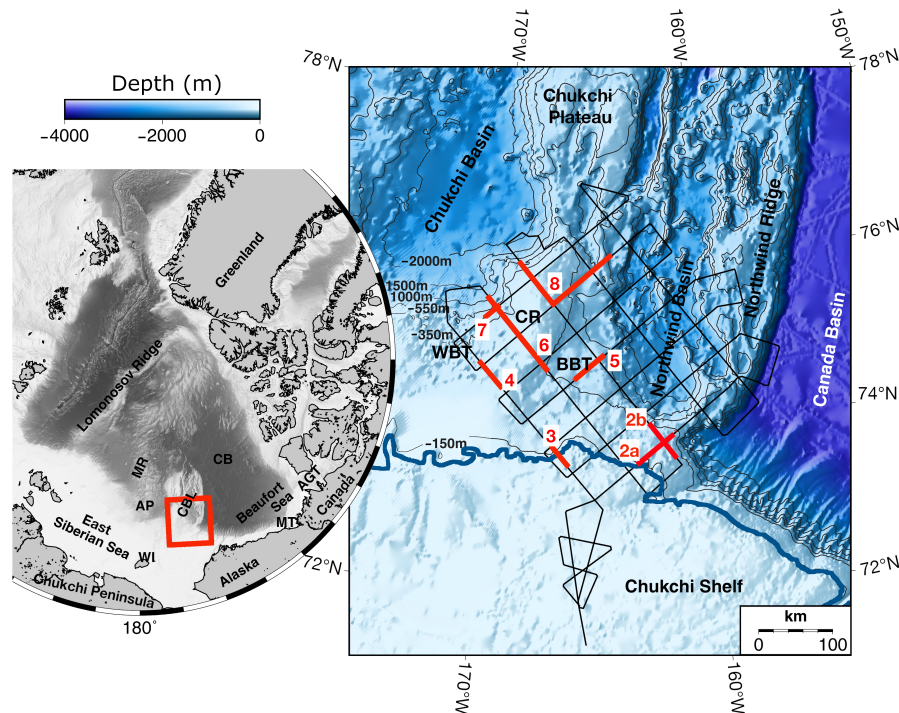 Depth (m)
−4000
−2000
0
Greenland
Lomonosov Ridge
MR
CB
AP
CBL
Beaufort
Sea
AGT
Canada
MT
East
Siberian Sea
WI
Alaska
Chukchi Peninsula
180°
170°W
160°W
150°W
78°N
78°N
Chukchi
Plateau
Chukchi Basin
76°N
−2000m
1500m
1000m
−550m
−350m
8
7
CR
6
WBT
BBT
5
4
Northwind Basin
Northwind Ridge
Canada Basin
74°N
−150m
3
2b
2a
72°N
72°N
Chukchi Shelf
km
0
100
170°W
160°W